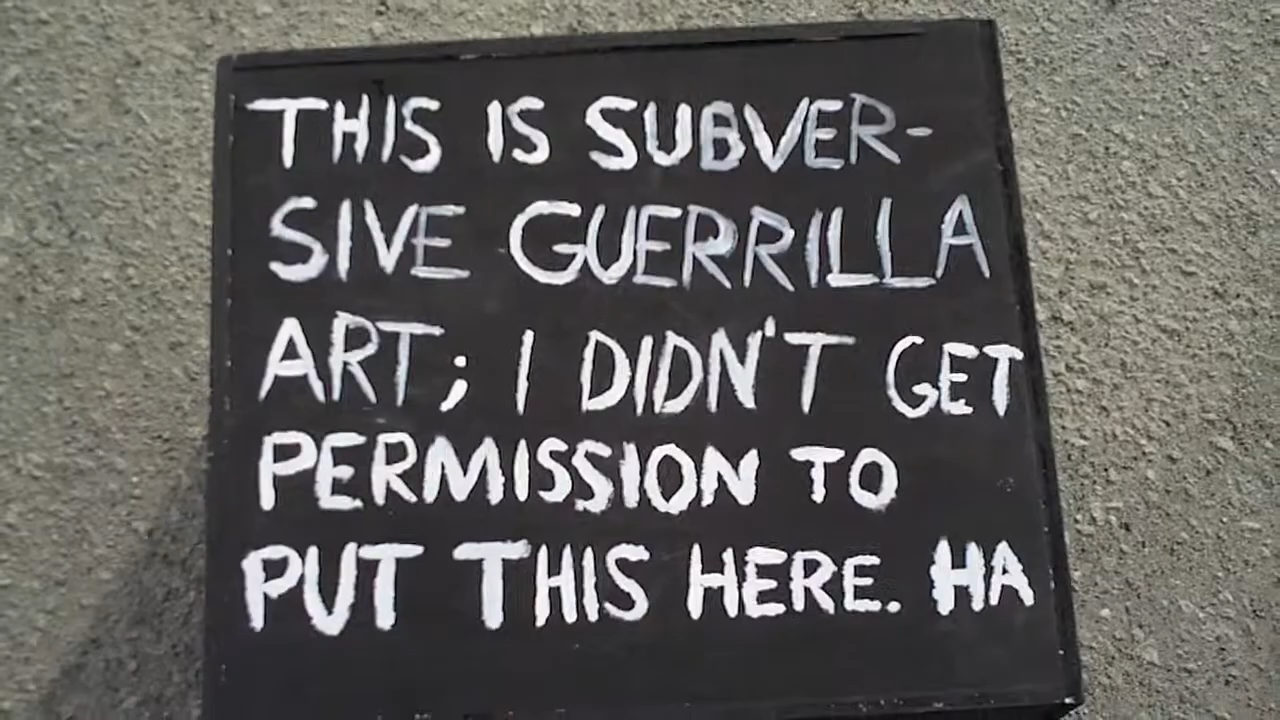 THIS IS SUBVER-
SIVE GUERRILLA
ART; I DIDN'T GET
PERMISSION TO
PUT THIS HERE. HA